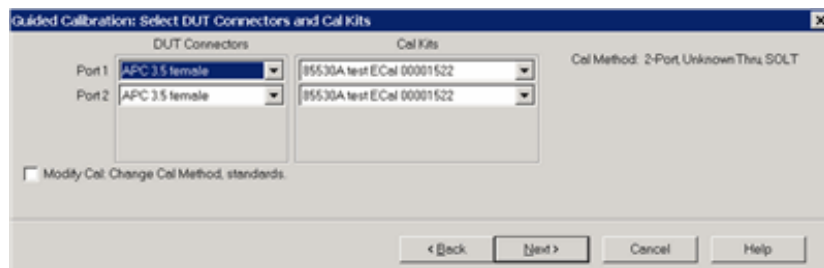 Guided Calibration: Select DUT Connectors and Cal Kits
DUT Connectors
Cal Kits
Cal Method: 2-Port, Unknown Thru, SOLT
Port 1 APC 3.5 female 85530A test ECal 00001522
Port 2 APC 3.5 female 85530A test ECal 00001522
Modify Cal: Change Cal Method, standards.
< Back
Next >
Cancel
Help